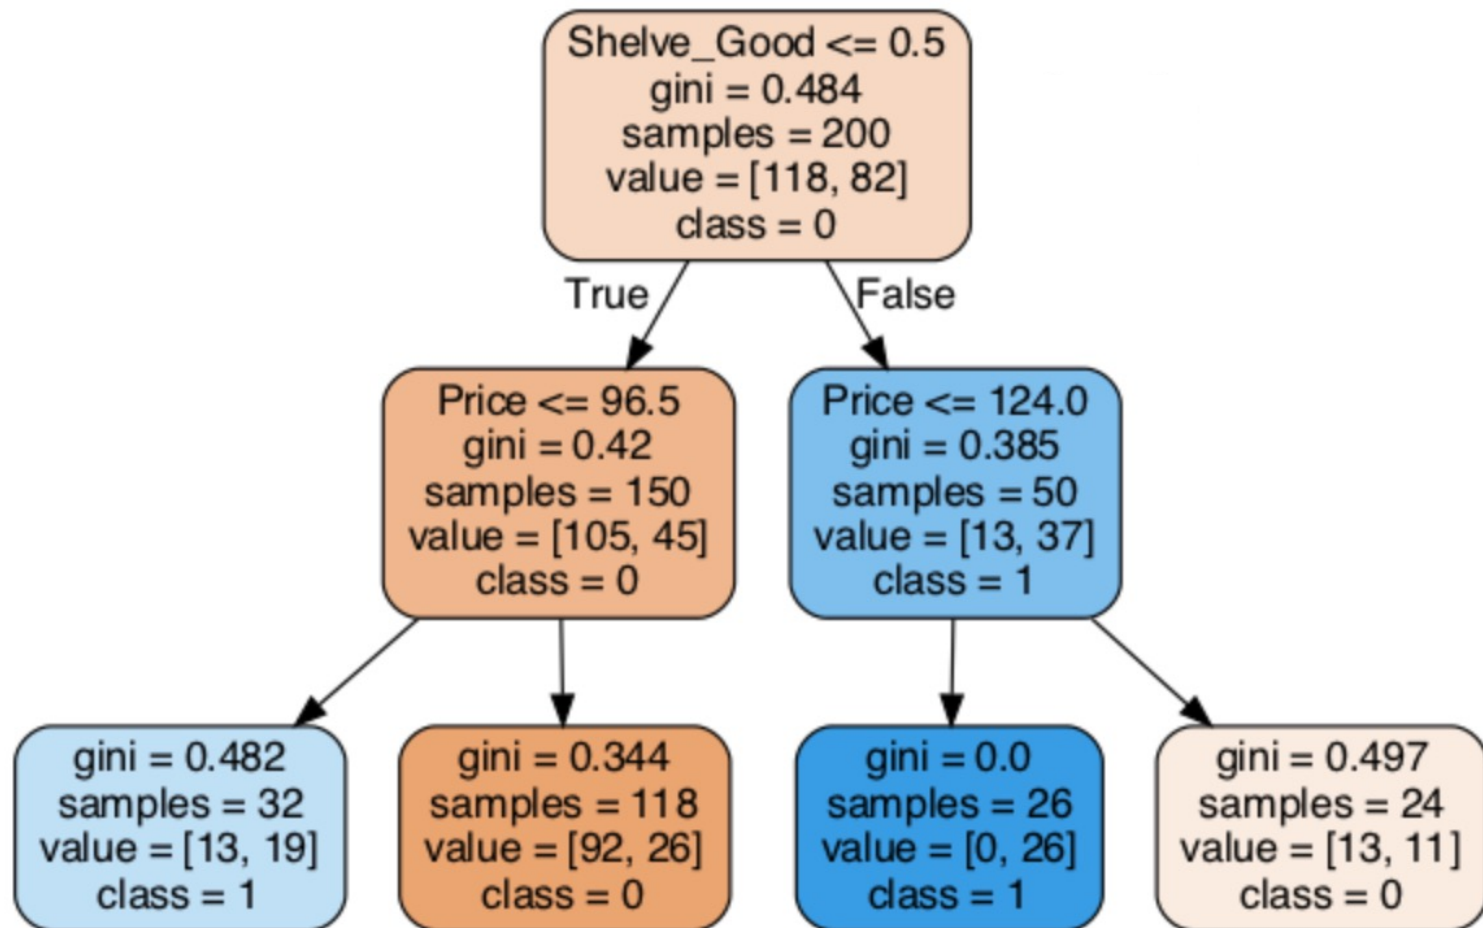 Shelve_Good <= 0.5
gini = 0.484
samples = 200
value = [118, 82]
class = 0
True
False
Price <= 96.5
gini = 0.42
samples = 150
value = [105, 45]
class = 0
Price <= 124.0
gini = 0.385
samples = 50
value = [13, 37]
class = 1
gini = 0.482
samples = 32
value = [13, 19]
class = 1
gini = 0.344
samples = 118
value = [92, 26]
class = 0
gini = 0.0
samples = 26
value = [0, 26]
class = 1
gini = 0.497
samples = 24
value = [13, 11]
class = 0